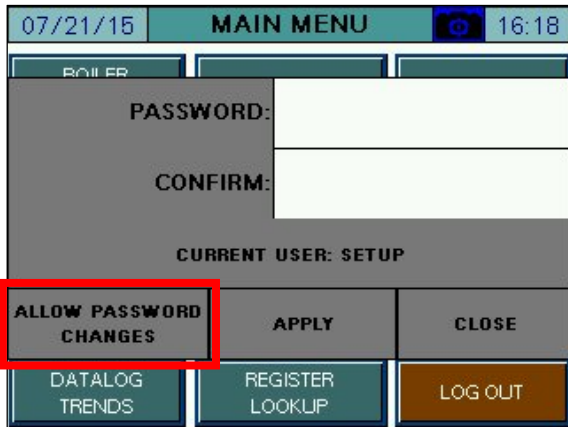 07/21/15 MAIN MENU 16:18
BOILER
PASSWORD:
CONFIRM:
CURRENT USER: SETUP
ALLOW PASSWORD
CHANGES
APPLY
CLOSE
DATALOG
TRENDS
REGISTER
LOOKUP
LOG OUT